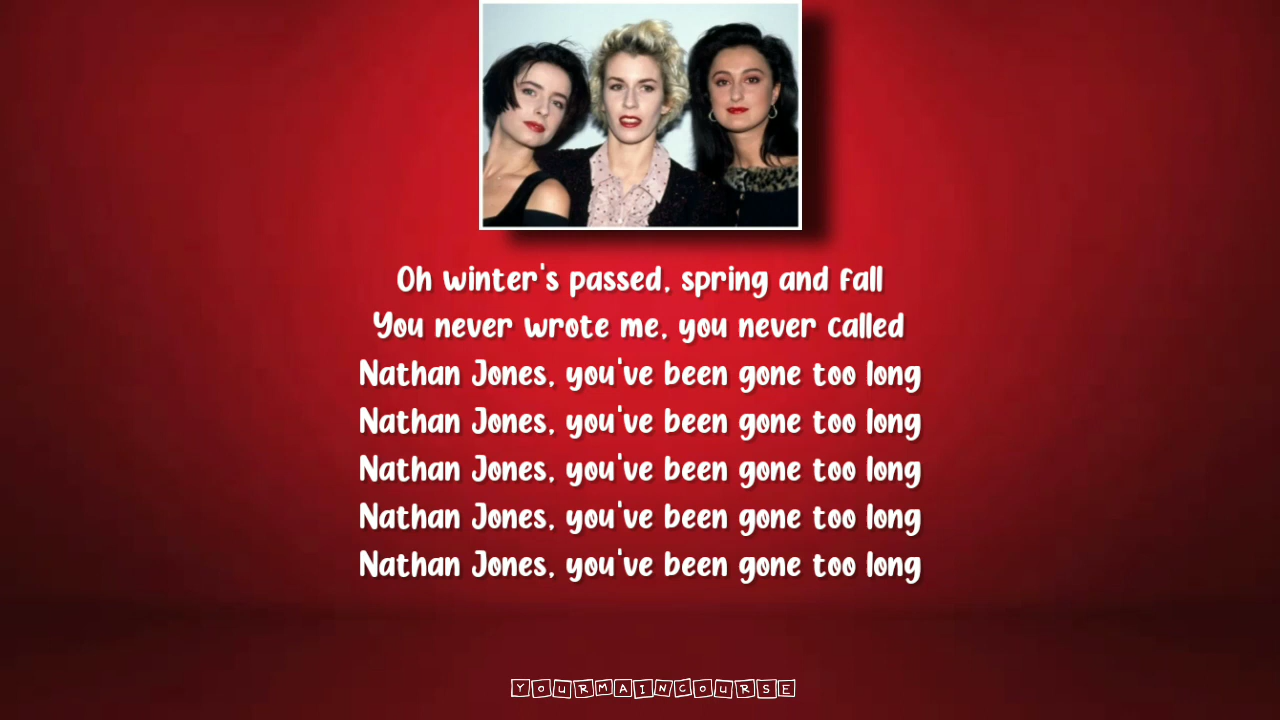 Oh winter's passed, spring and fall
You never wrote me, you never called
Nathan Jones, you've been gone too long
Nathan Jones, you've been gone too long
Nathan Jones, you've been gone too long
Nathan Jones, you've been gone too long
Nathan Jones, you've been gone too long
YOURMAINCOURSE